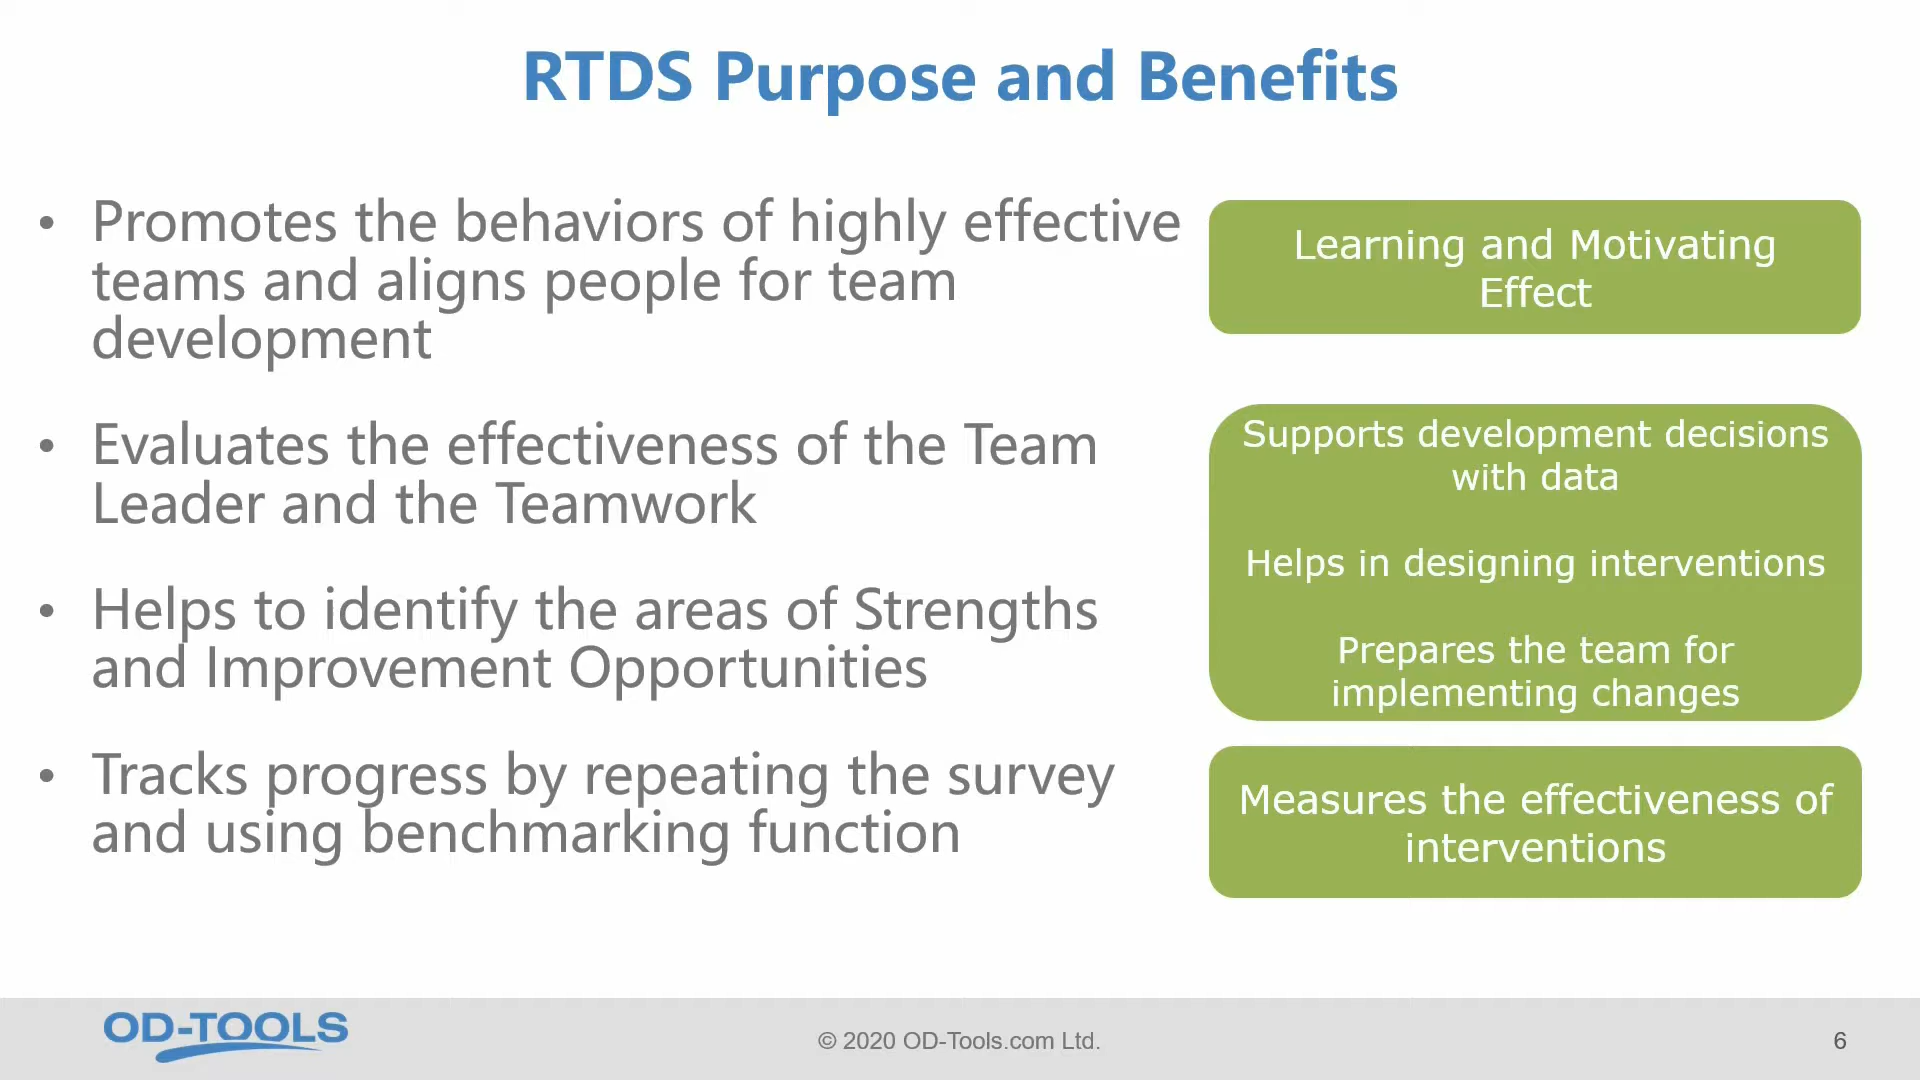 RTDS Purpose and Benefits
• Promotes the behaviors of highly effective
teams and aligns people for team
development
Learning and Motivating
Effect
• Evaluates the effectiveness of the Team
Leader and the Teamwork
• Helps to identify the areas of Strengths
and Improvement Opportunities
Supports development decisions
with data
Helps in designing interventions
Prepares the team for
implementing changes
• Tracks progress by repeating the survey
and using benchmarking function
Measures the effectiveness of
interventions
OD-TOOLS
© 2020 OD-Tools.com Ltd.
6